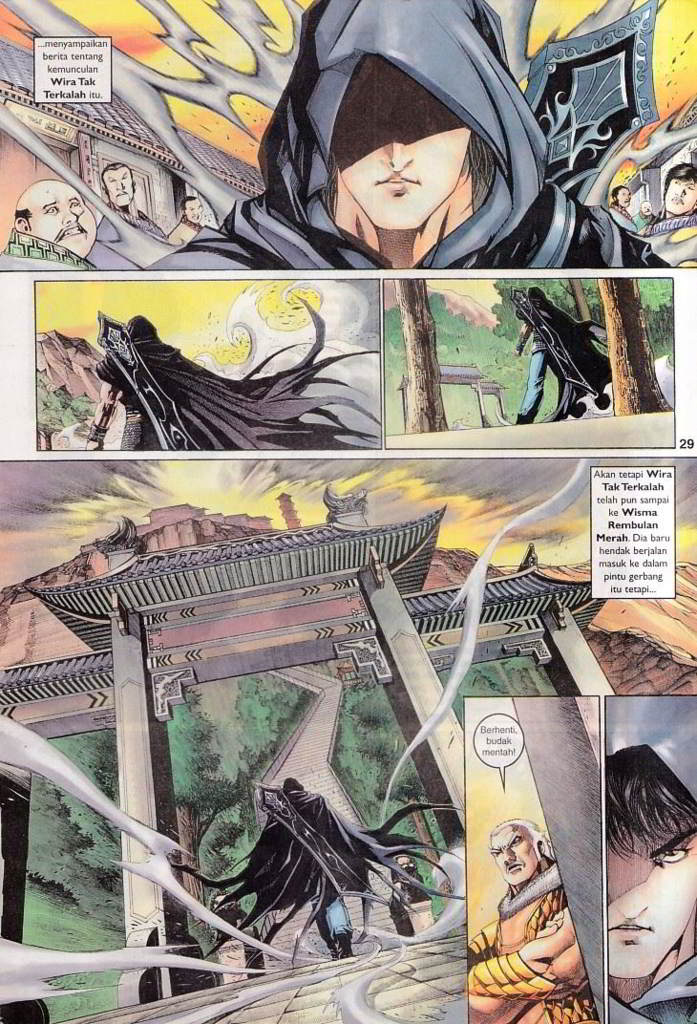 ...menyampaikan
berita tentang
kemunculan
Wira Tak
Terkalah itu.
29
Akan tetapi Wira
Tak Terkalah
telah pun sampai
ke Wisma
Rembulan
Merah. Dia baru
hendak berjalan
masuk ke dalam
pintu gerbang
itu tetapi...
Berhenti,
budak
mentah!